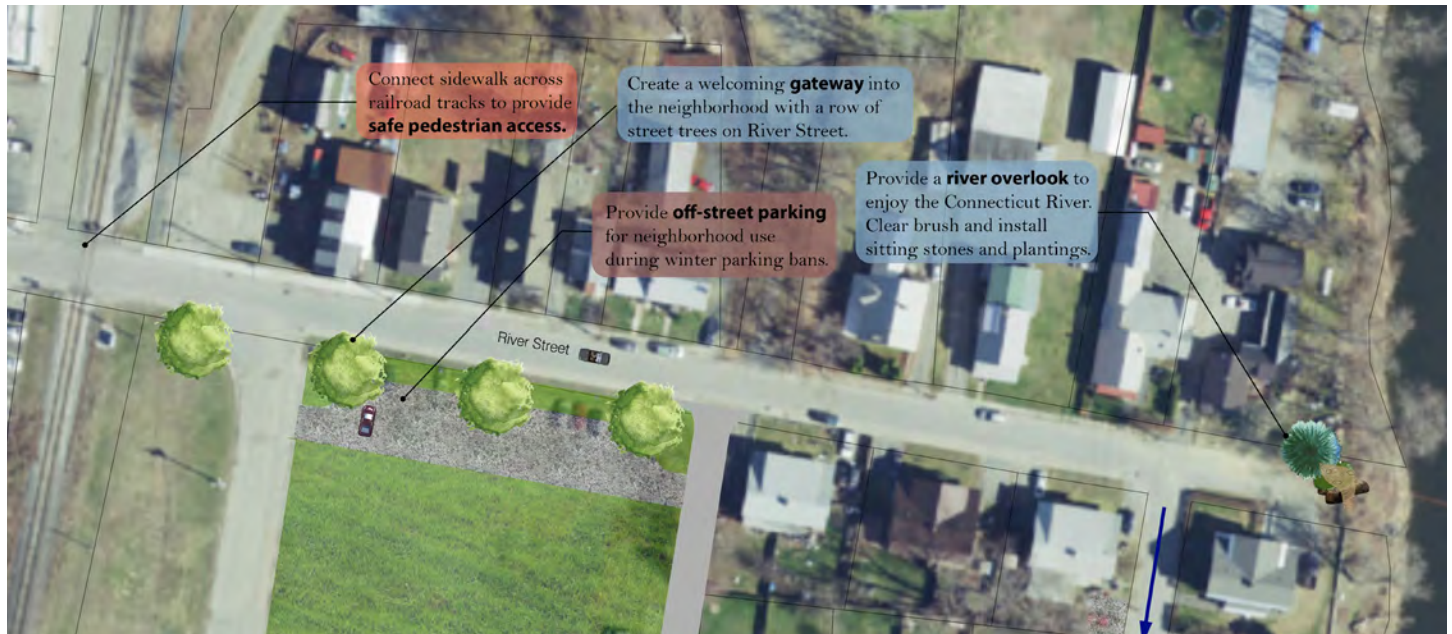 Connect sidewalk across
railroad tracks to provide
safe pedestrian access.
Create a welcoming gateway into
the neighborhood with a row of
street trees on River Street.
Provide off-street parking
for neighborhood use
during winter parking bans.
Provide a river overlook to
enjoy the Connecticut River.
Clear brush and install
sitting stones and plantings.
River Street